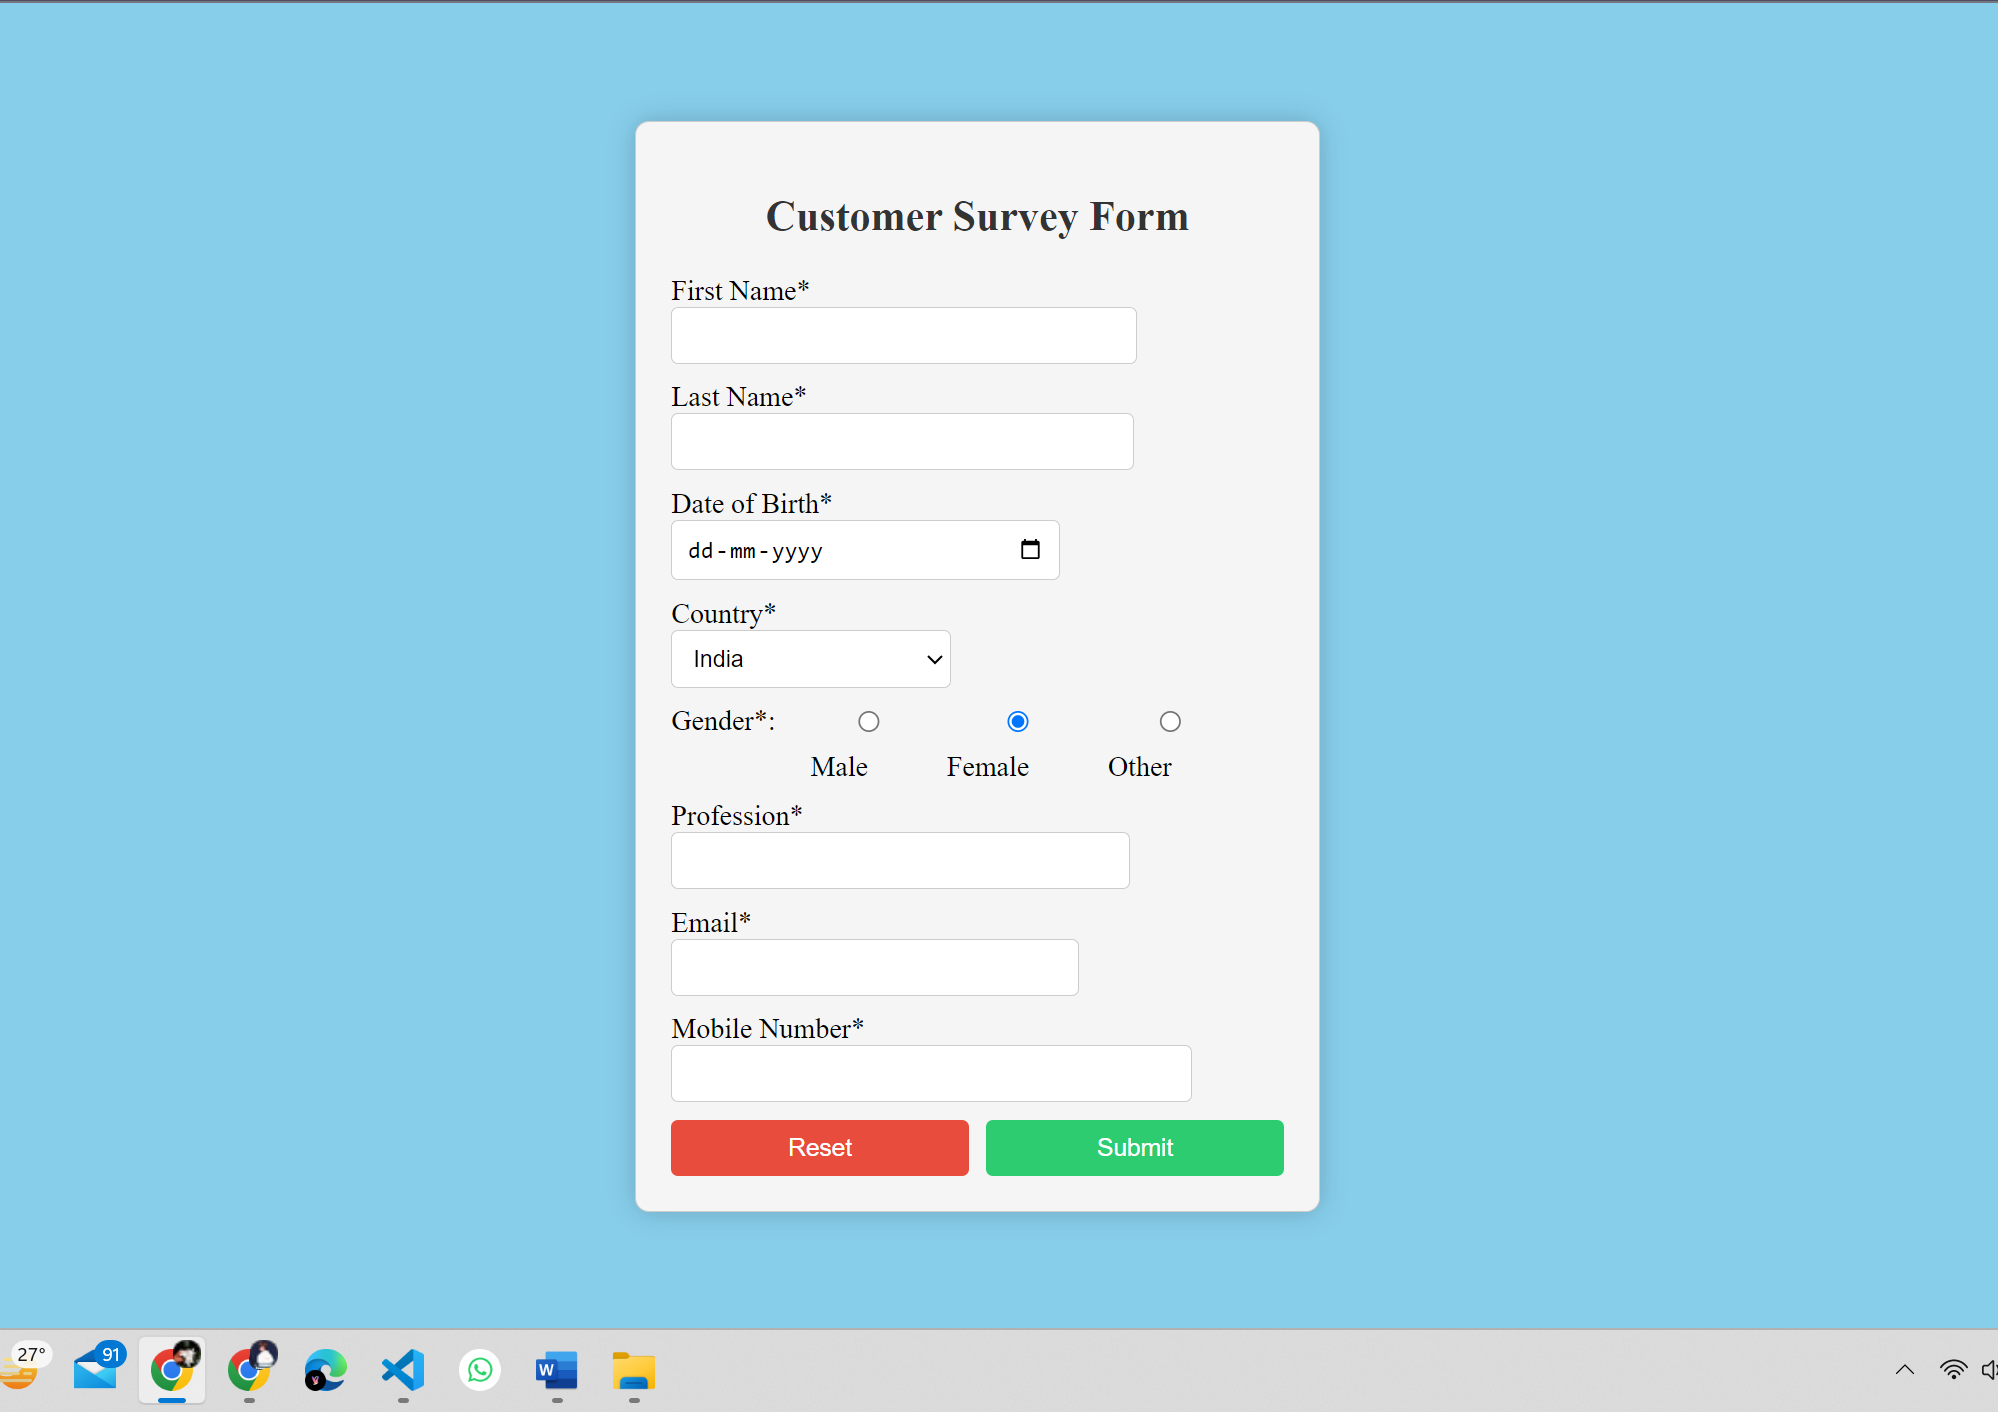 Customer Survey Form
First Name*
Last Name*
Date of Birth*
dd-mm-yyyy
Country*
India
Gender*:
Male Female Other
Profession*
Email*
Mobile Number*
Reset Submit
27° 91 W